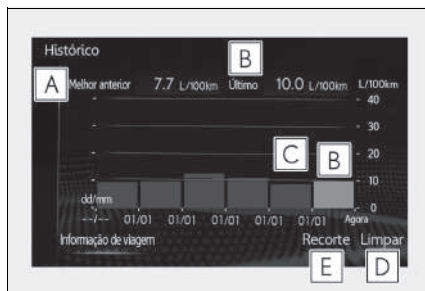 Histórico
B
A Melhor anterior 7.7 L/100km Último 10.0 L/100km L/100km
40
30
C B 20
10
dd/mm 0
--/-- 01/01 01/01 01/01 01/01 01/01 Agora
Informação de viagem Recorte Limpar
E D